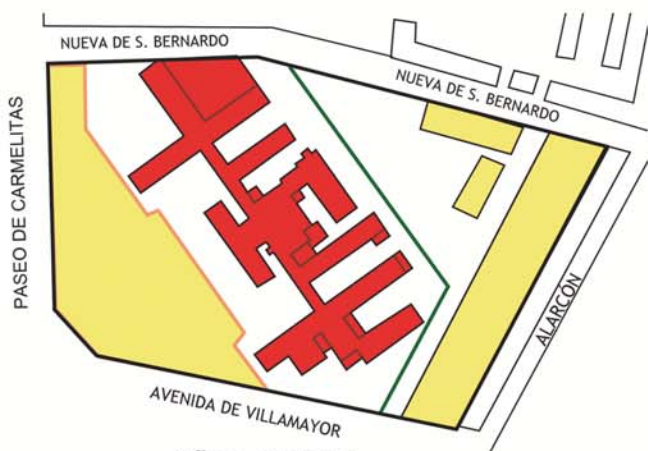 NUEVA DE S. BERNARDO
NUEVA DE S. BERNARDO
PASEO DE CARMELITAS
ALARCÓN
AVENIDA DE VILLAMAYOR